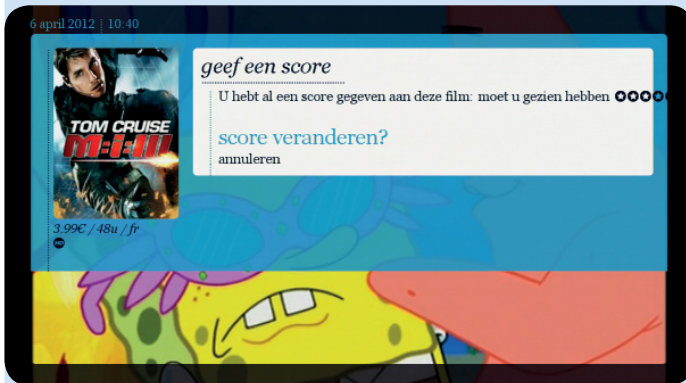 6 april 2012 | 10:40
TOM CRUISE
M:i:III
3.99€ / 48u / fr
HD
geef een score
U hebt al een score gegeven aan deze film: moet u gezien hebben
score veranderen?
annuleren